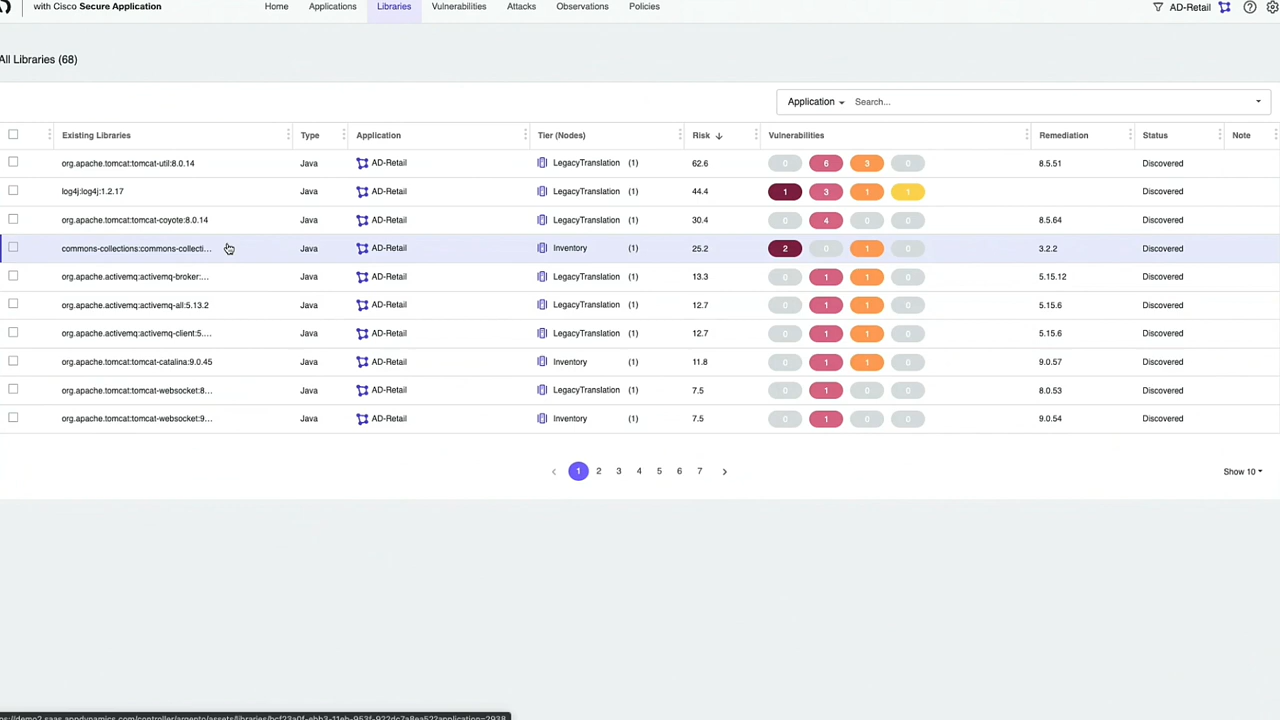 with Cisco Secure Application Home Applications Libraries Vulnerabilities Attacks Observations Policies AD-Retail
All Libraries (68)
Application Search...
Existing Libraries Type Application Tier (Nodes) Risk Vulnerabilities Remediation Status Note
org.apache.tomcat:tomcat-util:8.0.14 Java AD-Retail LegacyTranslation (1) 62.6 0 6 3 0 8.5.51 Discovered
log4j:log4j:1.2.17 Java AD-Retail LegacyTranslation (1) 44.4 1 3 1 1 Discovered
org.apache.tomcat:tomcat-coyote:8.0.14 Java AD-Retail LegacyTranslation (1) 30.4 0 4 0 0 8.5.64 Discovered
commons-collections:commons-collecti... Java AD-Retail Inventory (1) 25.2 2 0 1 0 3.2.2 Discovered
org.apache.activemq:activemq-broker:... Java AD-Retail LegacyTranslation (1) 13.3 0 1 1 0 5.15.12 Discovered
org.apache.activemq:activemq-all:5.13.2 Java AD-Retail LegacyTranslation (1) 12.7 0 1 1 0 5.15.6 Discovered
org.apache.activemq:activemq-client:5.... Java AD-Retail LegacyTranslation (1) 12.7 0 1 1 0 5.15.6 Discovered
org.apache.tomcat:tomcat-catalina:9.0.45 Java AD-Retail Inventory (1) 11.8 0 1 1 0 9.0.57 Discovered
org.apache.tomcat:tomcat-websocket:8... Java AD-Retail LegacyTranslation (1) 7.5 0 1 0 0 8.0.53 Discovered
org.apache.tomcat:tomcat-websocket:9... Java AD-Retail Inventory (1) 7.5 0 1 0 0 9.0.54 Discovered
1 2 3 4 5 6 7 Show 10